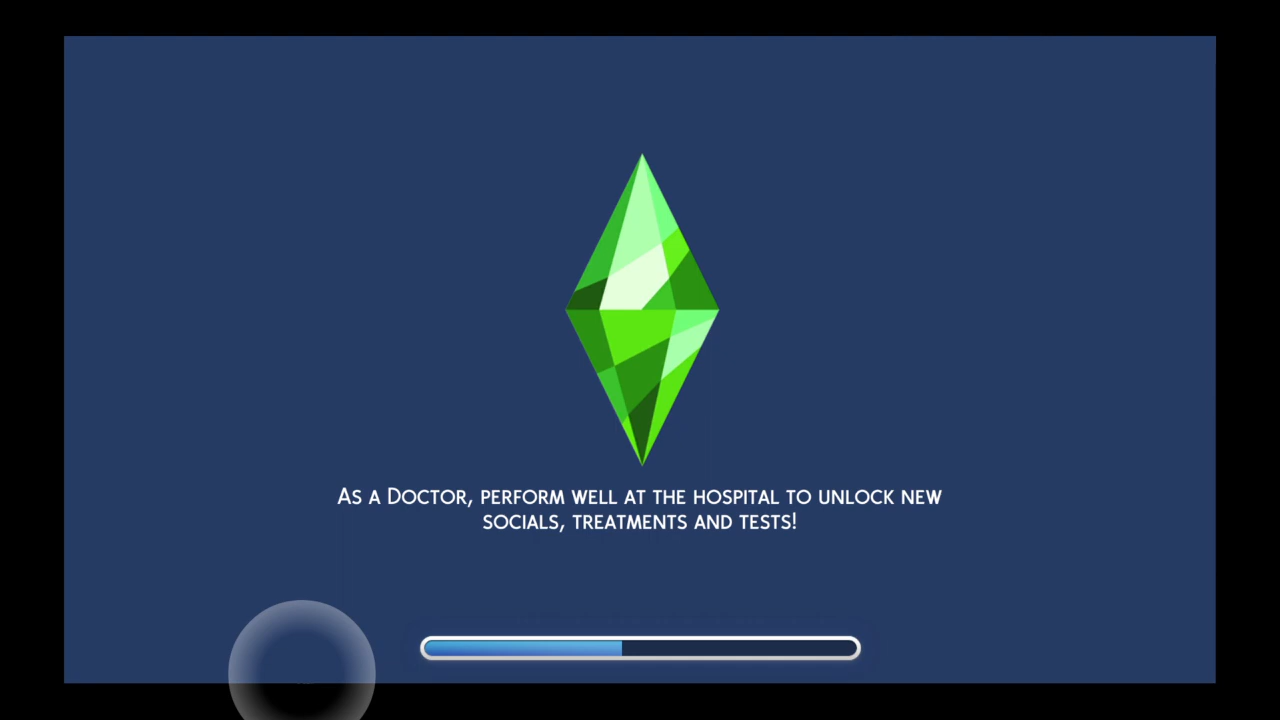 As a Doctor, perform well at the hospital to unlock new
socials, treatments and tests!